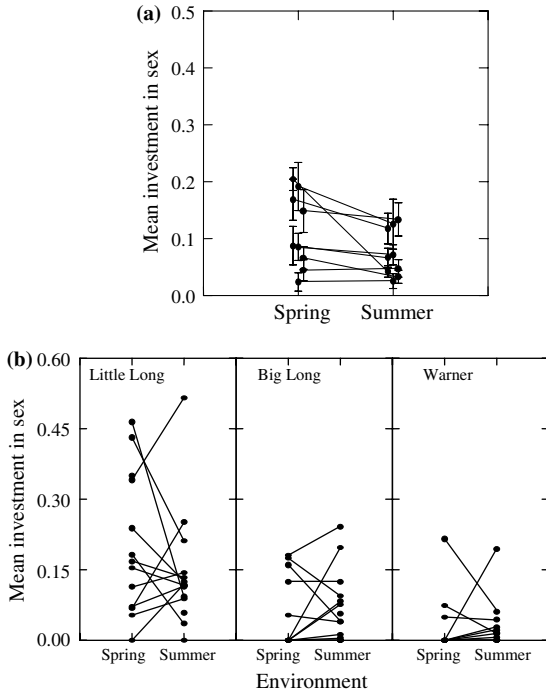 (a)
0.5
0.4
0.3
0.2
0.1
0.0
Mean investment in sex
Spring Summer
(b)
0.60
0.45
0.30
0.15
0.00
Mean investment in sex
Little Long Big Long Warner
Spring Summer Spring Summer Spring Summer
Environment